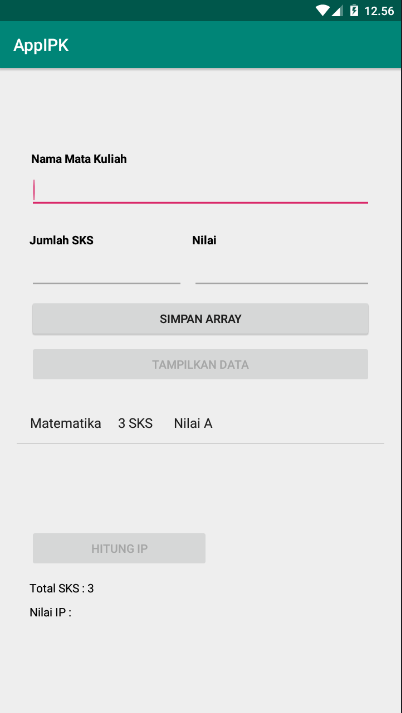 12.56
AppIPK
Nama Mata Kuliah
Jumlah SKS Nilai
SIMPAN ARRAY
TAMPILKAN DATA
Matematika 3 SKS Nilai A
HITUNG IP
Total SKS : 3
Nilai IP :